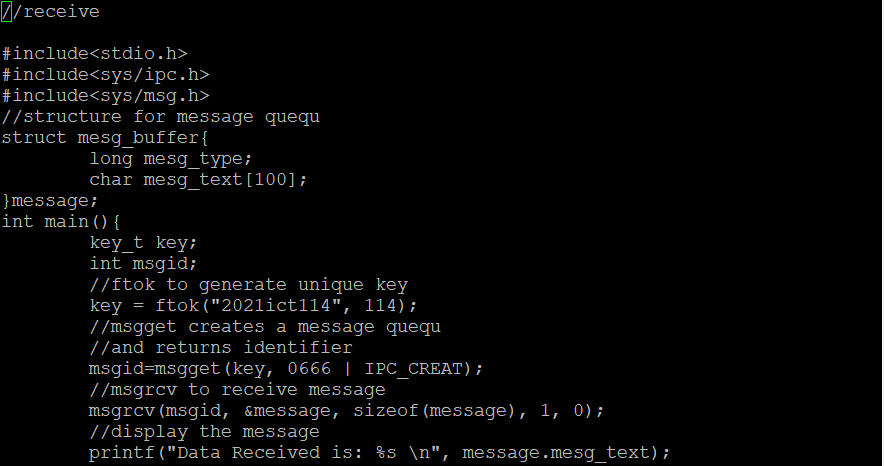 //receive
#include<stdio.h>
#include<sys/ipc.h>
#include<sys/msg.h>
//structure for message ququ
struct mesg_buffer{
        long mesg_type;
        char mesg_text[100];
}message;
int main(){
        key_t key;
        int msgid;
        //ftok to generate unique key
        key = ftok("2021ict114", 114);
        //msgget creates a message ququ
        //and returns identifier
        msgid=msgget(key, 0666 | IPC_CREAT);
        //msgrcv to receive message
        msgrcv(msgid, &message, sizeof(message), 1, 0);
        //display the message
        printf("Data Received is: %s \n", message.mesg_text);